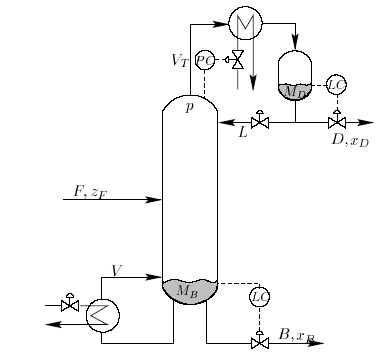 V_T
PC
p
M_D
LC
L
D, x_D
F, z_F
V
M_B
LC
B, x_B